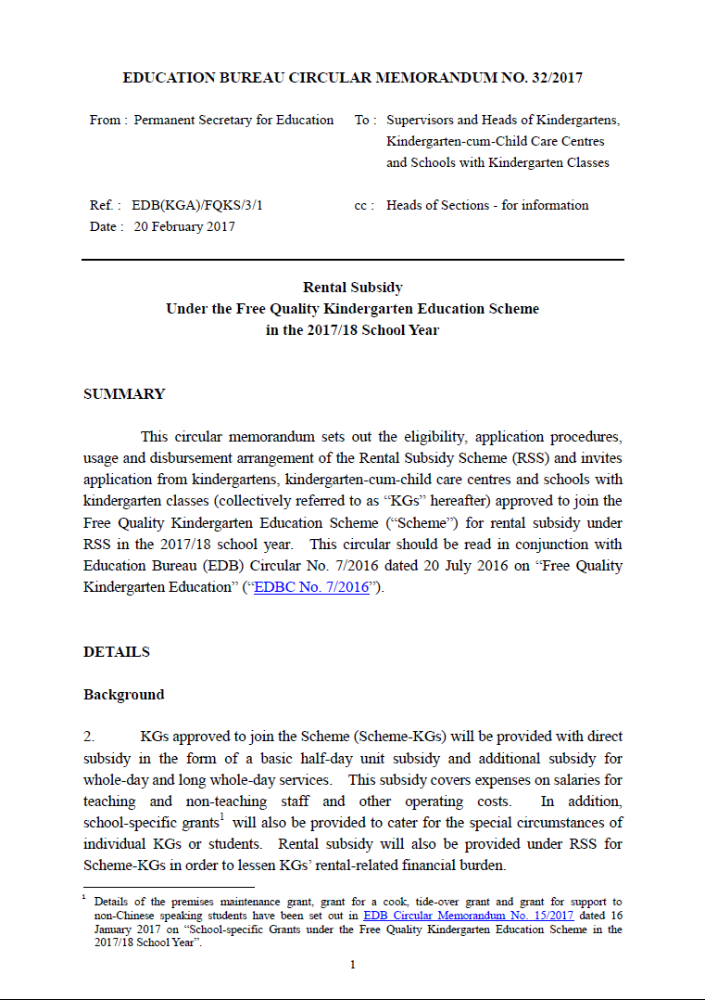 EDUCATION BUREAU CIRCULAR MEMORANDUM NO. 32/2017
From : Permanent Secretary for Education To : Supervisors and Heads of Kindergartens,
Kindergarten-cum-Child Care Centres
and Schools with Kindergarten Classes
Ref. : EDB(KGA)/FQKS/3/1 cc : Heads of Sections - for information
Date : 20 February 2017
Rental Subsidy
Under the Free Quality Kindergarten Education Scheme
in the 2017/18 School Year
SUMMARY
This circular memorandum sets out the eligibility, application procedures,
usage and disbursement arrangement of the Rental Subsidy Scheme (RSS) and invites
application from kindergartens, kindergarten-cum-child care centres and schools with
kindergarten classes (collectively referred to as “KGs” hereafter) approved to join the
Free Quality Kindergarten Education Scheme (“Scheme”) for rental subsidy under
RSS in the 2017/18 school year. This circular should be read in conjunction with
Education Bureau (EDB) Circular No. 7/2016 dated 20 July 2016 on “Free Quality
Kindergarten Education” (“EDBC No. 7/2016”).
DETAILS
Background
2. KGs approved to join the Scheme (Scheme-KGs) will be provided with direct
subsidy in the form of a basic half-day unit subsidy and additional subsidy for
whole-day and long whole-day services. This subsidy covers expenses on salaries for
teaching and non-teaching staff and other operating costs. In addition,
school-specific grants1 will also be provided to cater for the special circumstances of
individual KGs or students. Rental subsidy will also be provided under RSS for
Scheme-KGs in order to lessen KGs’ rental-related financial burden.
1 Details of the premises maintenance grant, grant for a cook, tide-over grant and grant for support to
non-Chinese speaking students have been set out in EDB Circular Memorandum No. 15/2017 dated 16
January 2017 on “School-specific Grants under the Free Quality Kindergarten Education Scheme in the
2017/18 School Year”.
1